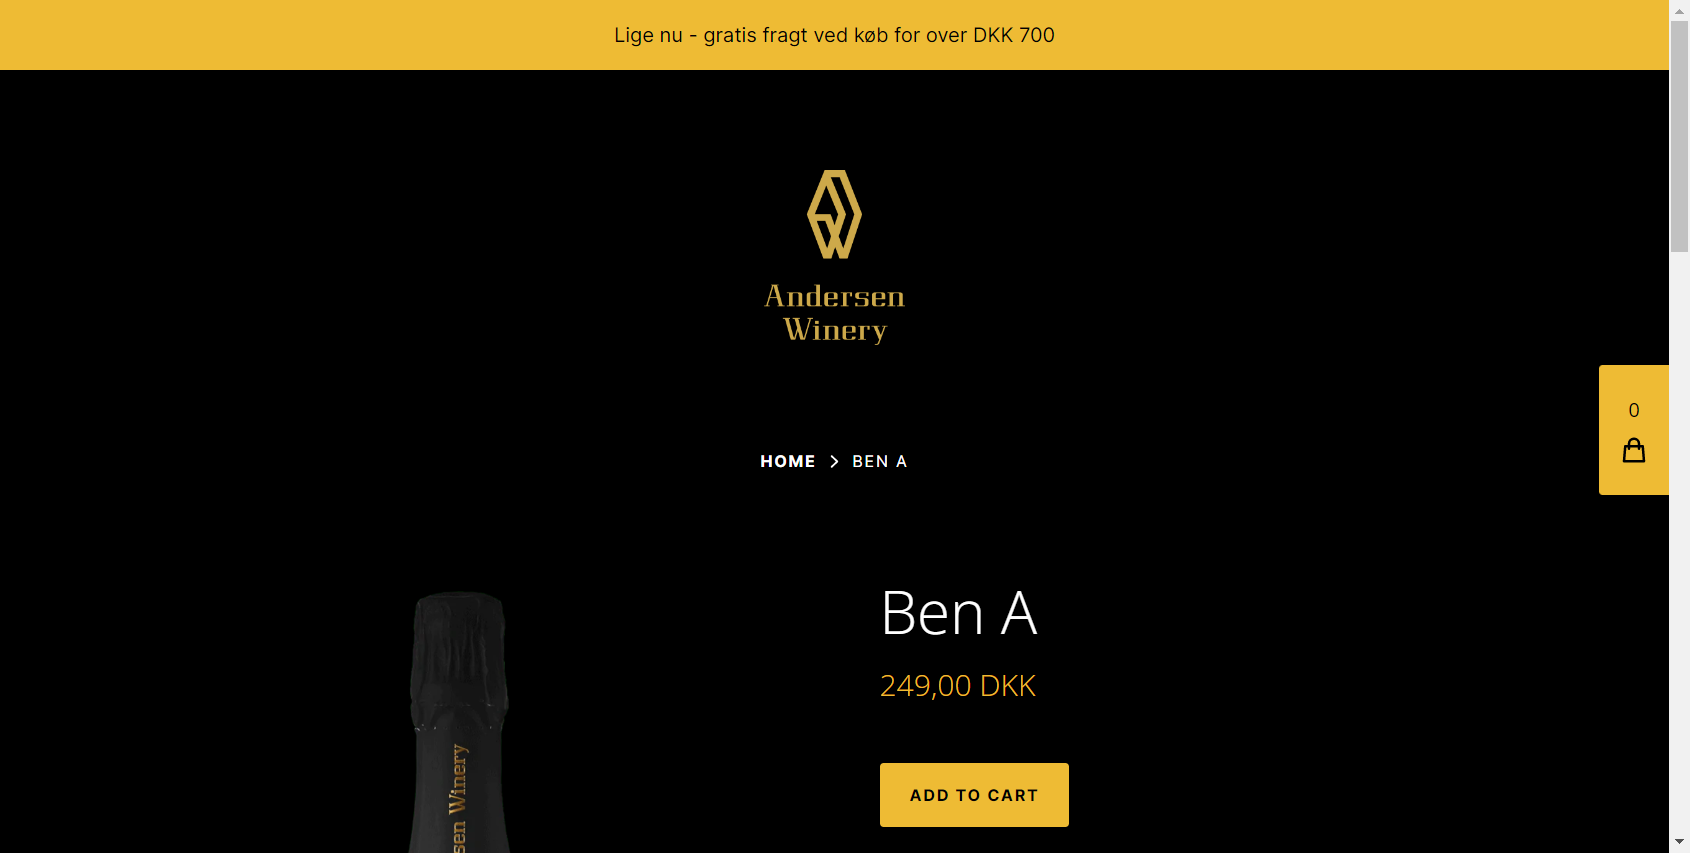 Lige nu - gratis fragt ved køb for over DKK 700
Andersen
Winery
0
HOME > BEN A
Ben A
249,00 DKK
sen Winery
ADD TO CART